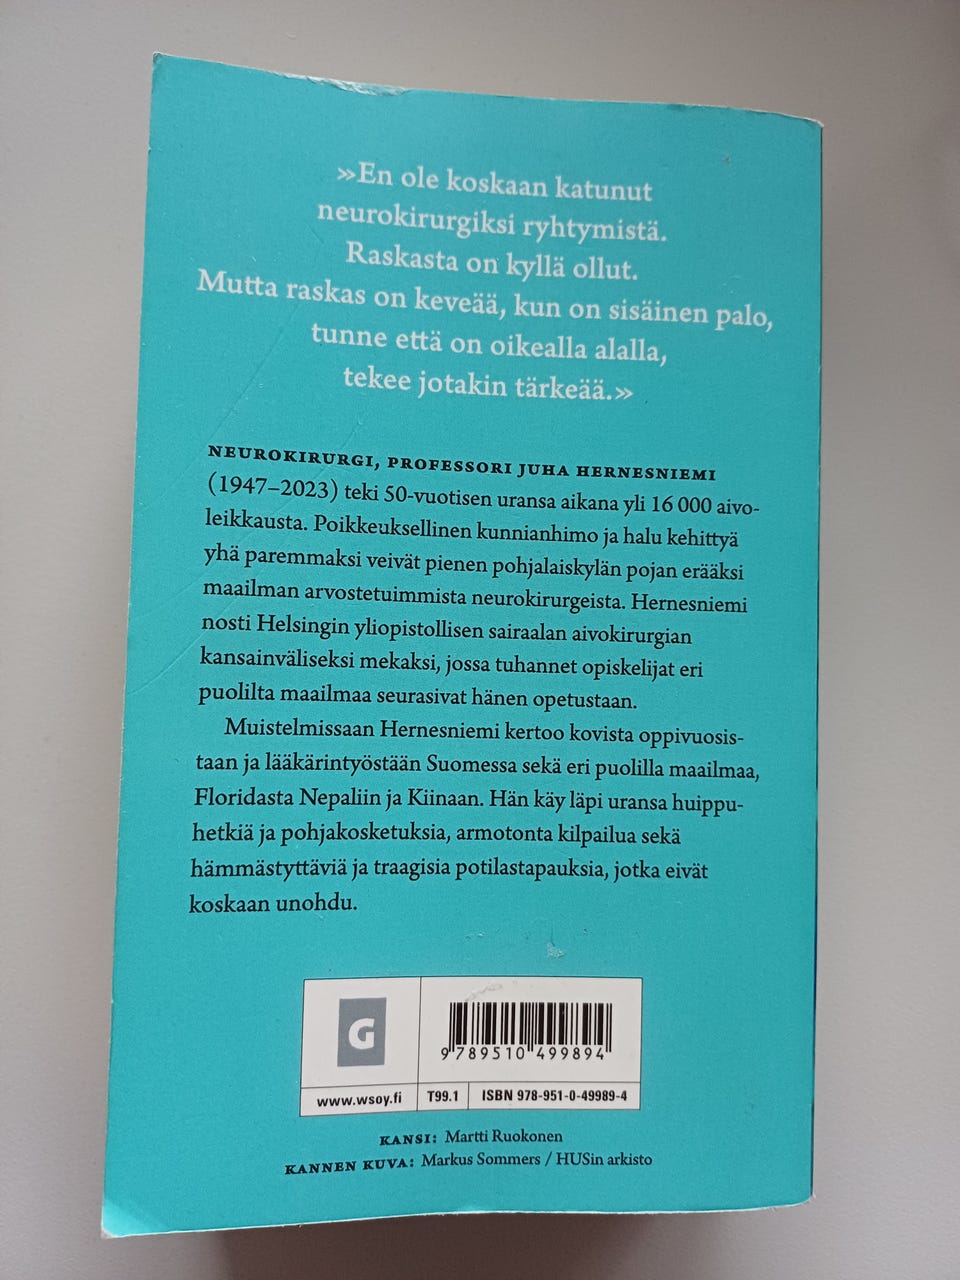 »En ole koskaan katunut
neurokirurgiksi ryhtymistä.
Raskasta on kyllä ollut.
Mutta raskas on keveää, kun on sisäinen palo,
tunne että on oikealla alalla,
tekee jotakin tärkeää.»
NEUROKIRURGI, PROFESSORI JUHA HERNESNIEMI
(1947–2023) teki 50-vuotisen uransa aikana yli 16 000 aivo-
leikkausta. Poikkeuksellinen kunnianhimo ja halu kehittyä
yhä paremmaksi veivät pienen pohjalaiskylän pojan erääksi
maailman arvostetuimmista neurokirurgeista. Hernesniemi
nosti Helsingin yliopistollisen sairaalan aivokirurgian
kansainväliseksi mekaksi, jossa tuhannet opiskelijat eri
puolilta maailmaa seurasivat hänen opetustaan.
Muistelmissaan Hernesniemi kertoo kovista oppivuosis-
taan ja lääkärintyöstään Suomessa sekä eri puolilla maailmaa,
Floridasta Nepaliin ja Kiinaan. Hän käy läpi uransa huippu-
hetkiä ja pohjakosketuksia, armotonta kilpailua sekä
hämmästyttäviä ja traagisia potilastapauksia, jotka eivät
koskaan unohdu.
G
9 789510 499894
www.wsoy.fi T99.1 ISBN 978-951-0-49989-4
KANSI: Martti Ruokonen
KANNEN KUVA: Markus Sommers / HUSin arkisto